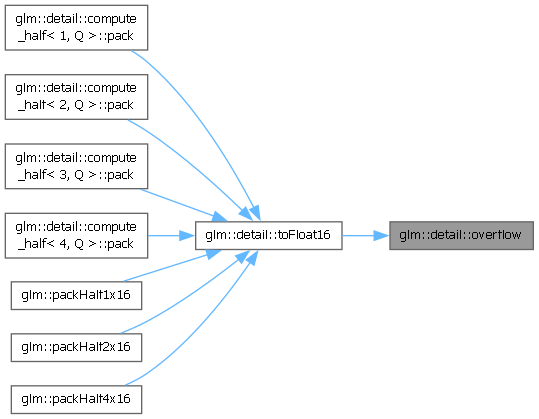 glm::detail::compute
_half< 1, Q >::pack
glm::detail::compute
_half< 2, Q >::pack
glm::detail::compute
_half< 3, Q >::pack
glm::detail::compute
_half< 4, Q >::pack
glm::packHalf1x16
glm::packHalf2x16
glm::packHalf4x16
glm::detail::toFloat16
glm::detail::overflow